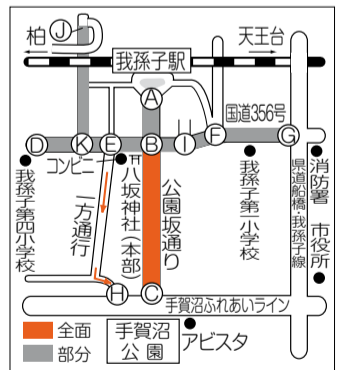 柏
J
我孫子駅
天王台
A
国道356号
D
K
E
B
I
F
G
コンビニ
八坂神社（本部）
公園坂通り
一方通行
我孫子第四小学校
我孫子第一小学校
県道船橋・我孫子線
消防署
市役所
H
C
手賀沼ふれあいライン
全面
部分
手賀沼
公園
アビスタ